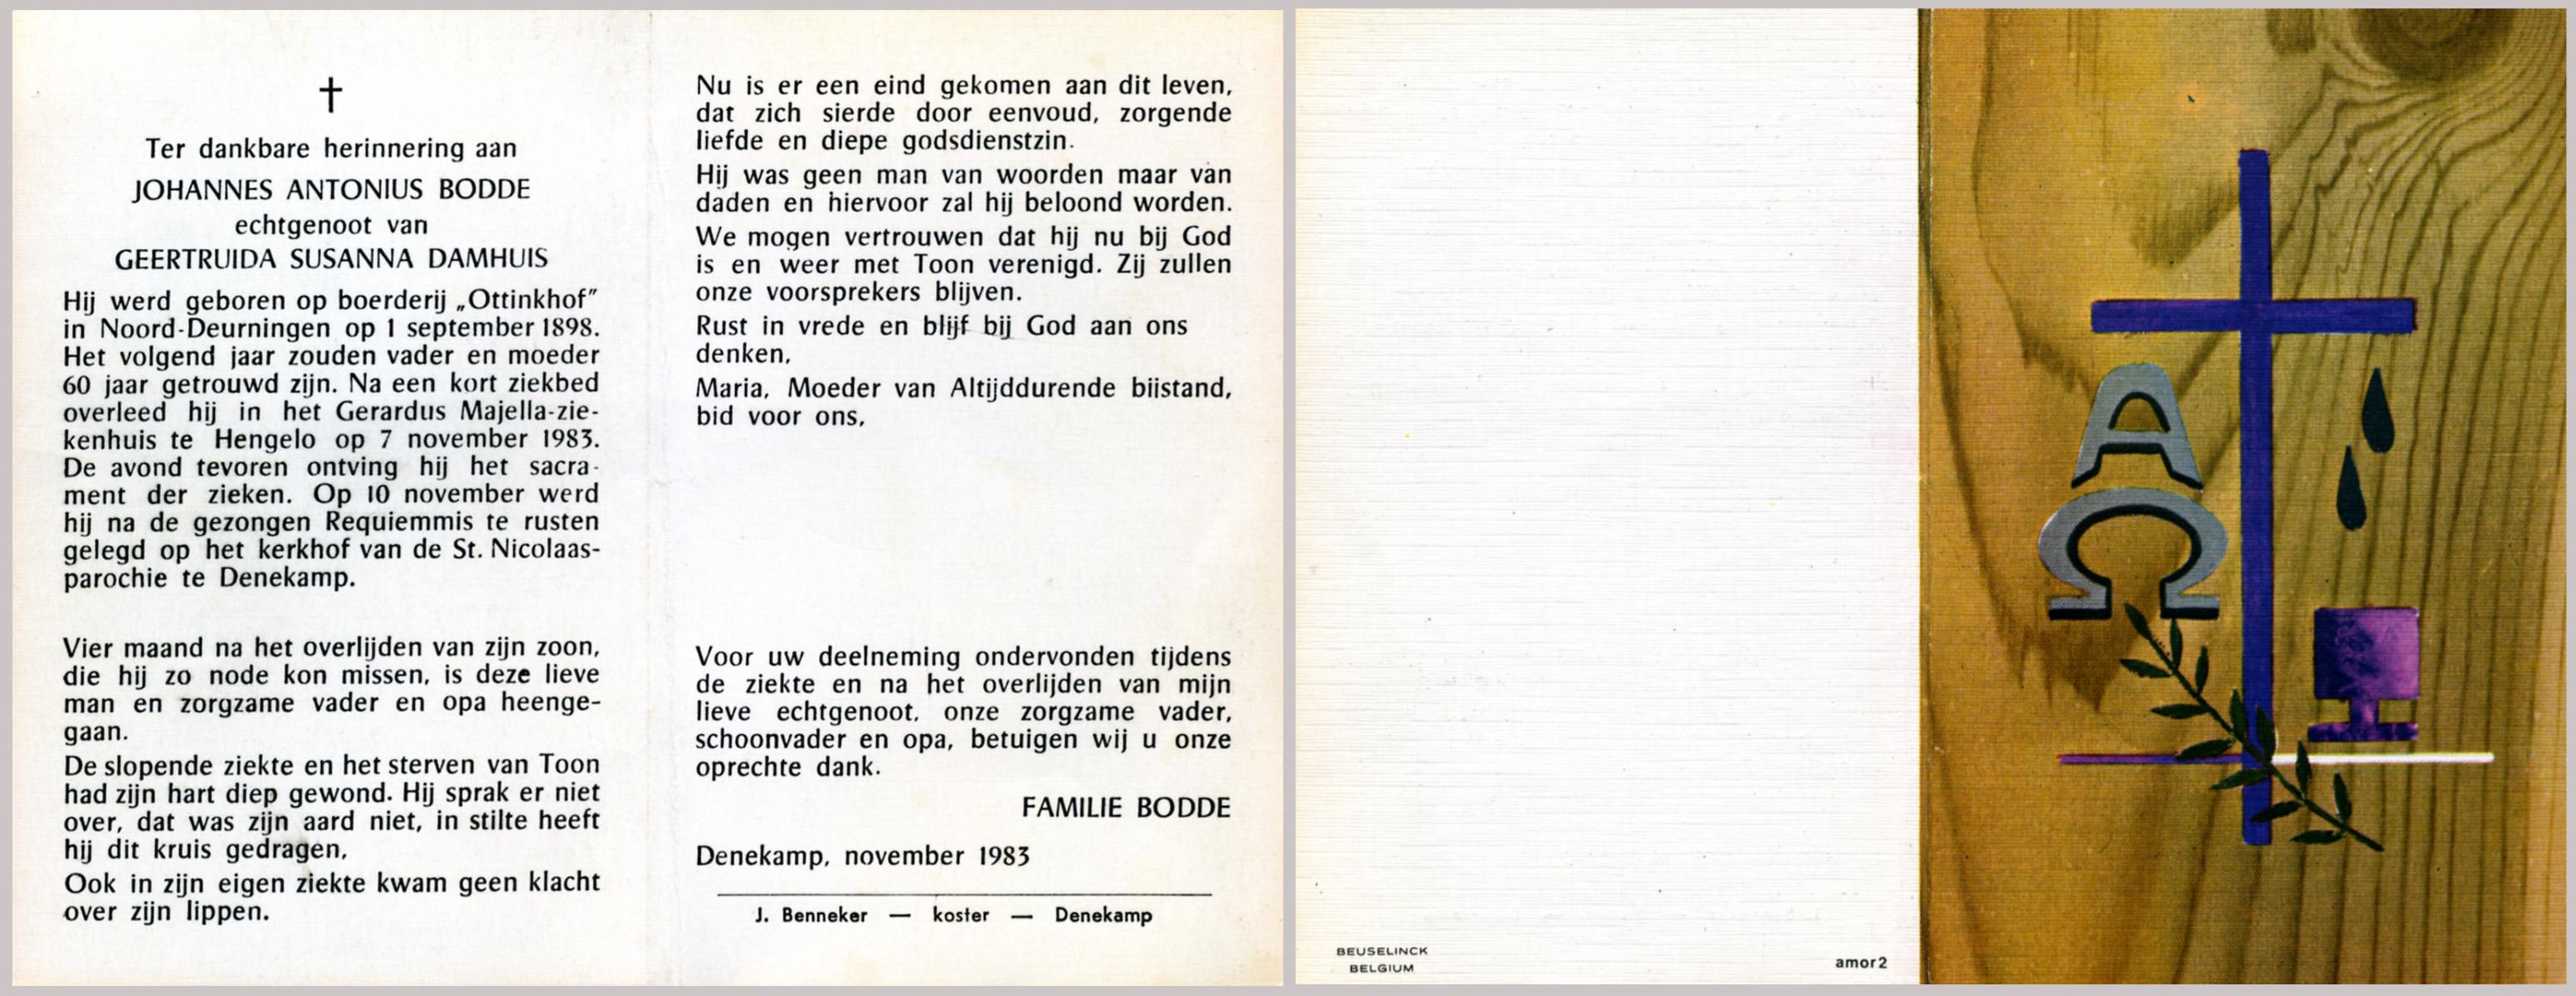 †
Ter dankbare herinnering aan
JOHANNES ANTONIUS BODDE
echtgenoot van
GEERTRUIDA SUSANNA DAMHUIS
Hij werd geboren op boerderij „Ottinkhof”
in Noord-Deurningen op 1 september 1898.
Het volgend jaar zouden vader en moeder
60 jaar getrouwd zijn. Na een kort ziekbed
overleed hij in het Gerardus Majella-zie-
kenhuis te Hengelo op 7 november 1983.
De avond tevoren ontving hij het sacra-
ment der zieken. Op 10 november werd
hij na de gezongen Requiemmis te rusten
gelegd op het kerkhof van de St. Nicolaas-
parochie te Denekamp.
Vier maand na het overlijden van zijn zoon,
die hij zo node kon missen, is deze lieve
man en zorgzame vader en opa heenge-
gaan.
De slopende ziekte en het sterven van Toon
had zijn hart diep gewond. Hij sprak er niet
over, dat was zijn aard niet, in stilte heeft
hij dit kruis gedragen,
Ook in zijn eigen ziekte kwam geen klacht
over zijn lippen.
Nu is er een eind gekomen aan dit leven,
dat zich sierde door eenvoud, zorgende
liefde en diepe godsdienstzin.
Hij was geen man van woorden maar van
daden en hiervoor zal hij beloond worden.
We mogen vertrouwen dat hij nu bij God
is en weer met Toon verenigd. Zij zullen
onze voorsprekers blijven.
Rust in vrede en blijf bij God aan ons
denken,
Maria, Moeder van Altijddurende biistand,
bid voor ons,
Voor uw deelneming ondervonden tijdens
de ziekte en na het overlijden van mijn
lieve echtgenoot, onze zorgzame vader,
schoonvader en opa, betuigen wij u onze
oprechte dank.
FAMILIE BODDE
Denekamp, november 1983
J. Benneker — koster — Denekamp
BEUSELINCK
BELGIUM
amor2
Α
Ω